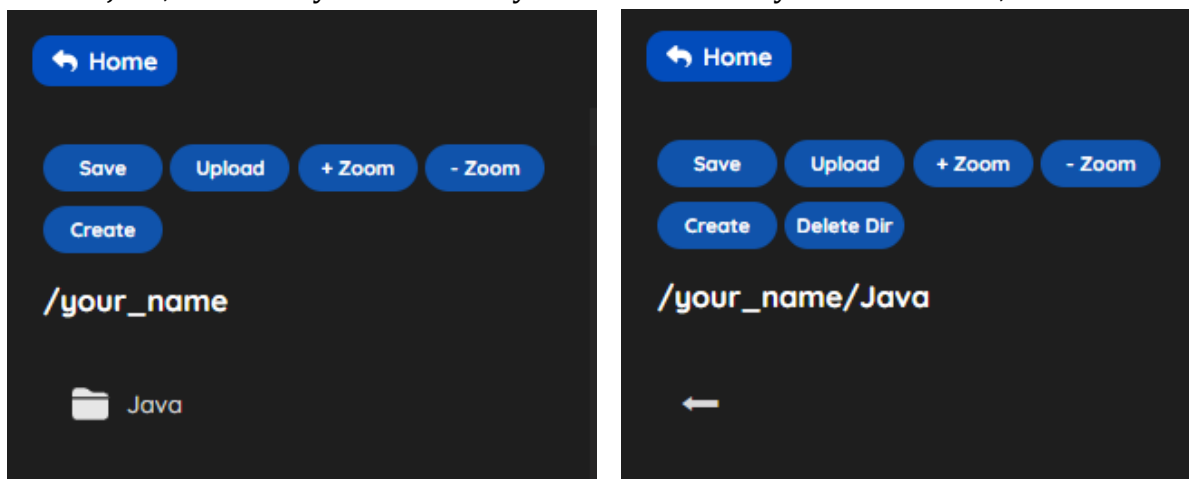 Home
Save Upload + Zoom - Zoom
Create
/your_name
Java
Home
Save Upload + Zoom - Zoom
Create Delete Dir
/your_name/Java